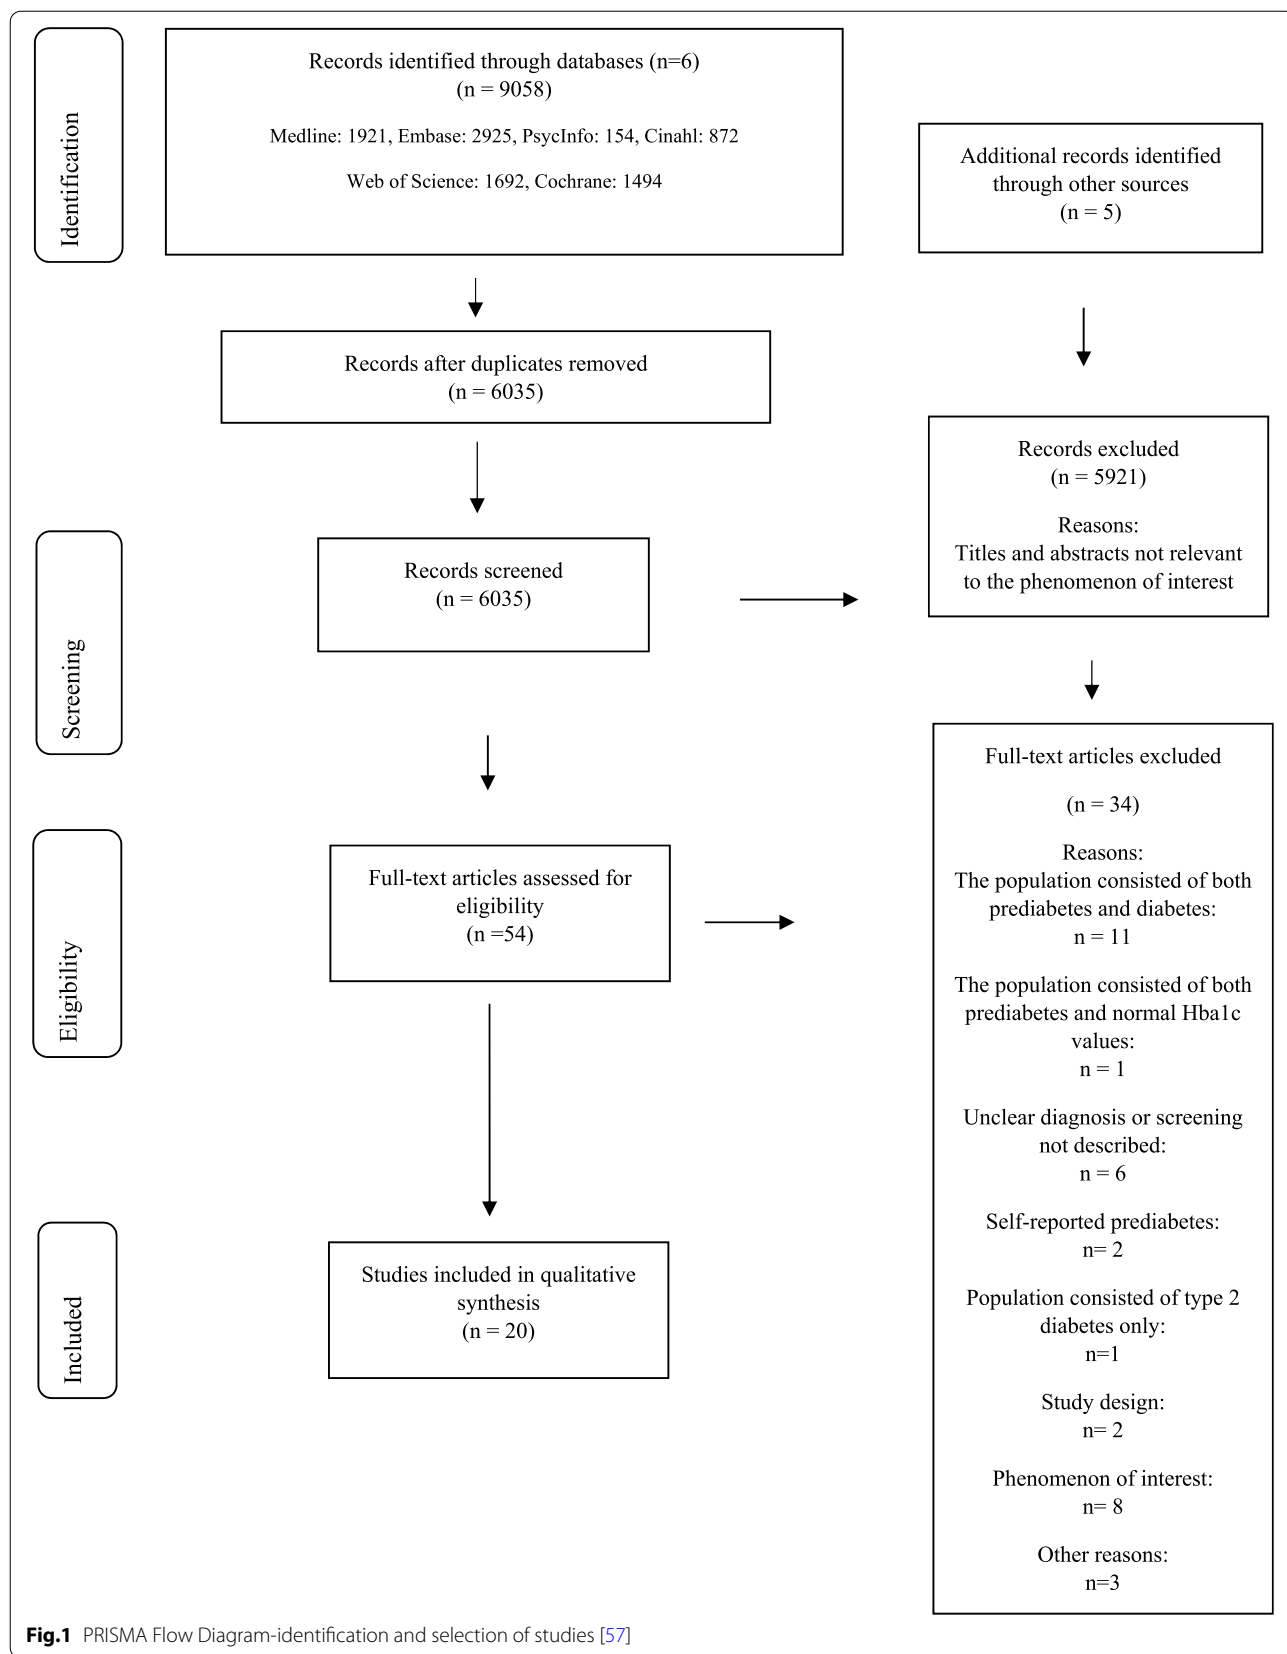 Identification
Records identified through databases (n=6)
(n = 9058)
Medline: 1921, Embase: 2925, PsycInfo: 154, Cinahl: 872
Web of Science: 1692, Cochrane: 1494
Additional records identified
through other sources
(n = 5)
Records after duplicates removed
(n = 6035)
Screening
Records screened
(n = 6035)
Records excluded
(n = 5921)
Reasons:
Titles and abstracts not relevant
to the phenomenon of interest
Eligibility
Full-text articles assessed for
eligibility
(n =54)
Full-text articles excluded
(n = 34)
Reasons:
The population consisted of both
prediabetes and diabetes:
n = 11
The population consisted of both
prediabetes and normal Hba1c
values:
n = 1
Unclear diagnosis or screening
not described:
n = 6
Self-reported prediabetes:
n= 2
Population consisted of type 2
diabetes only:
n=1
Study design:
n= 2
Phenomenon of interest:
n= 8
Other reasons:
n=3
Included
Studies included in qualitative
synthesis
(n = 20)
Fig.1 PRISMA Flow Diagram-identification and selection of studies [57]